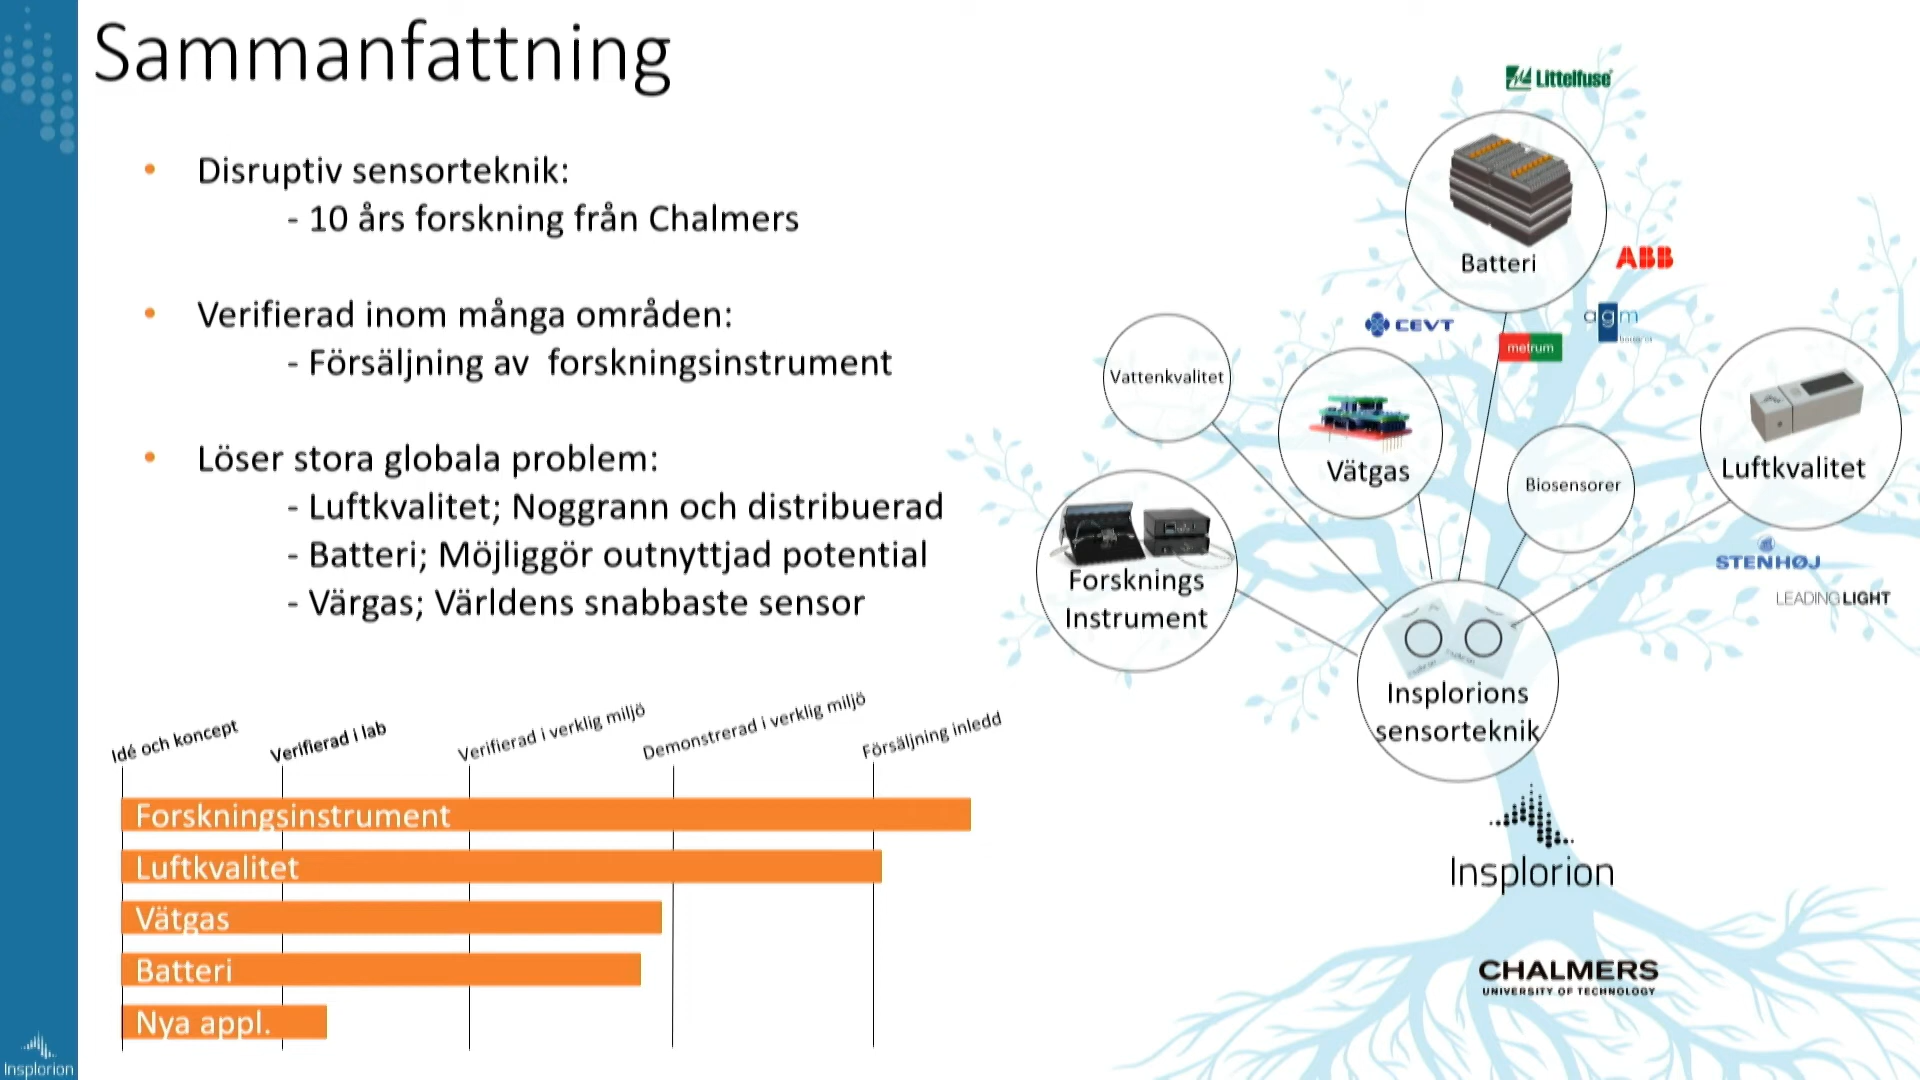 Sammanfattning
• Disruptiv sensorteknik:
- 10 års forskning från Chalmers
• Verifierad inom många områden:
- Försäljning av forskningsinstrument
• Löser stora globala problem:
- Luftkvalitet; Noggrann och distribuerad
- Batteri; Möjliggör outnyttjad potential
- Värgas; Världens snabbaste sensor
Idé och koncept
Verifierad i lab
Verifierad i verklig miljö
Demonstrerad i verklig miljö
Försäljning inledd
Forskningsinstrument
Luftkvalitet
Vätgas
Batteri
Nya appl.
Littelfuse
Batteri
ABB
CEVT
agm
metrum
Vattenkvalitet
Vätgas
Biosensorer
Luftkvalitet
STENHØJ
LEADING LIGHT
Forsknings
Instrument
Insplorions
sensorteknik
Insplorion
CHALMERS
UNIVERSITY OF TECHNOLOGY
Insplorion